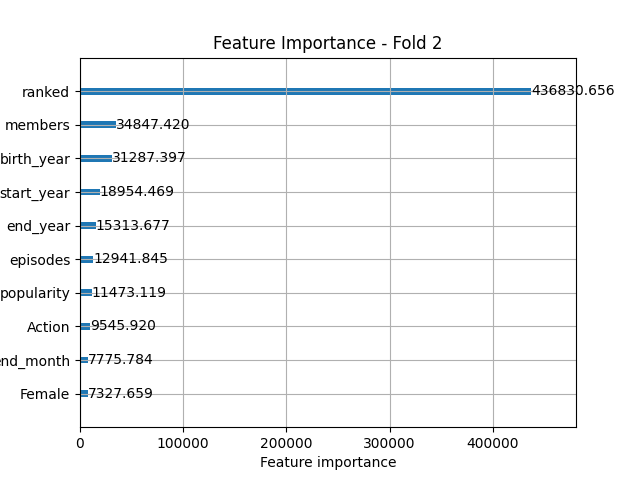 Feature Importance - Fold 2
ranked 436830.656
members 34847.420
birth_year 31287.397
start_year 18954.469
end_year 15313.677
episodes 12941.845
popularity 11473.119
Action 9545.920
end_month 7775.784
Female 7327.659
0 100000 200000 300000 400000
Feature importance